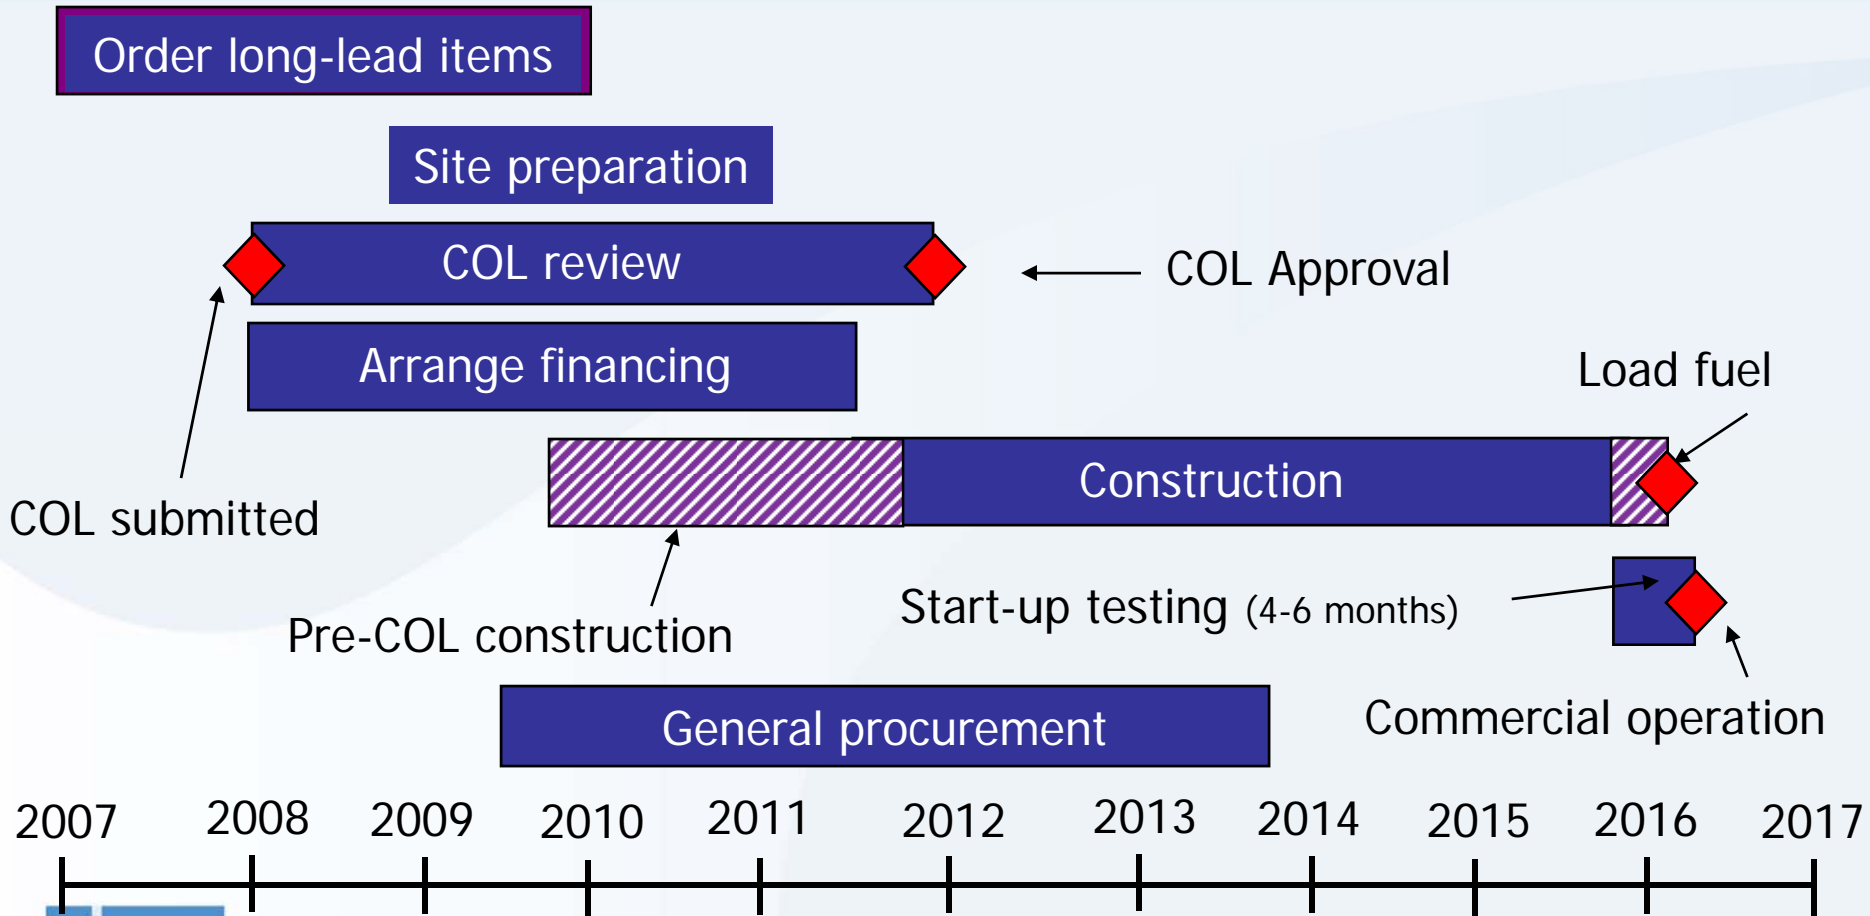 Order long-lead items
Site preparation
COL review
COL Approval
Arrange financing
Load fuel
Construction
COL submitted
Start-up testing (4-6 months)
Pre-COL construction
General procurement
Commercial operation
2007 2008 2009 2010 2011 2012 2013 2014 2015 2016 2017